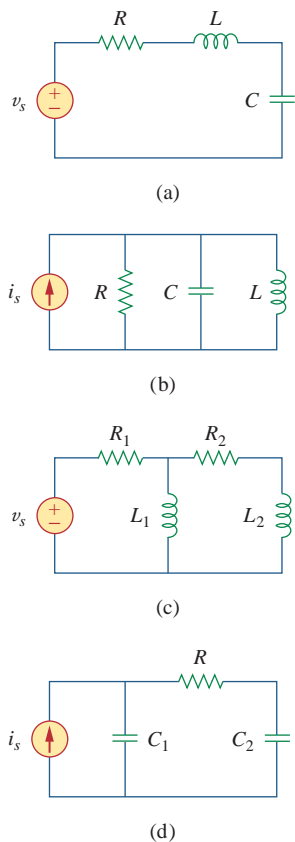 R L
v_s + − C
(a)
i_s R C L
(b)
R_1 R_2
v_s + − L_1 L_2
(c)
R
i_s C_1 C_2
(d)